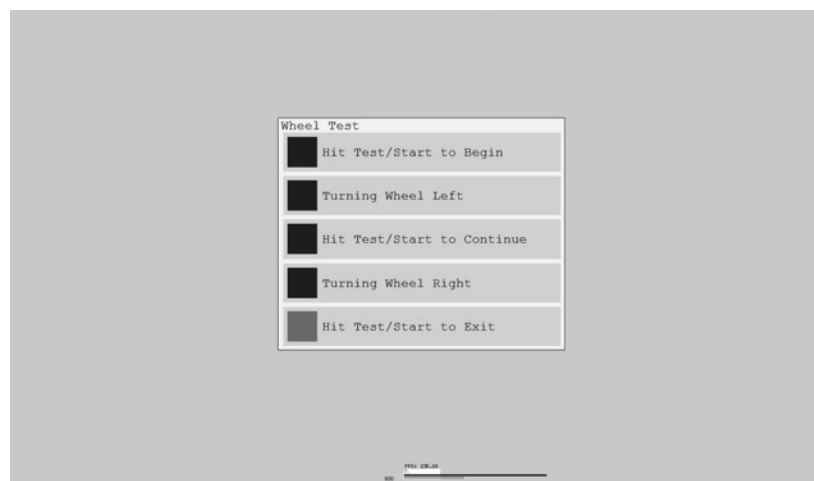 Wheel Test
Hit Test/Start to Begin
Turning Wheel Left
Hit Test/Start to Continue
Turning Wheel Right
Hit Test/Start to Exit